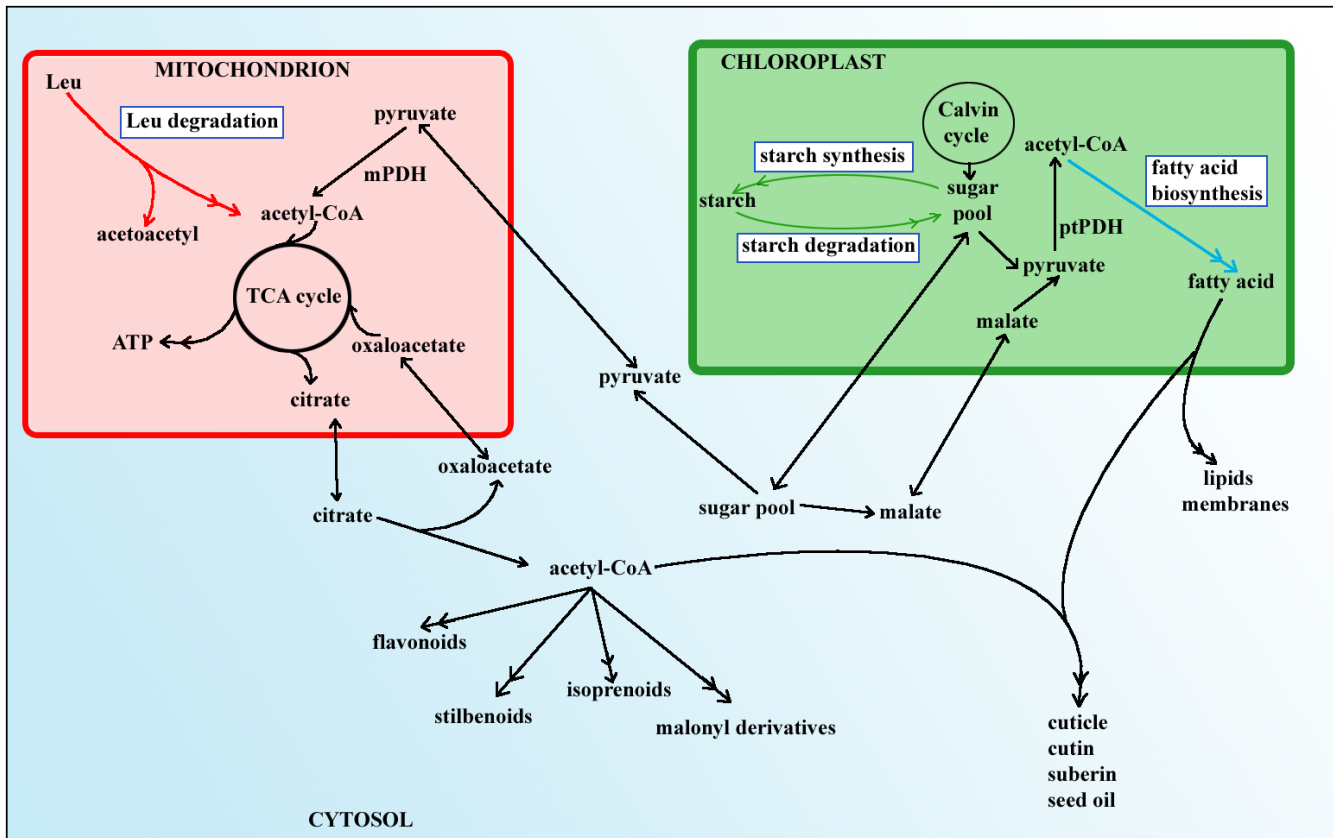 MITOCHONDRION
Leu
Leu degradation
pyruvate
mPDH
acetyl-CoA
acetoacetyl
TCA cycle
ATP
oxaloacetate
citrate
CHLOROPLAST
Calvin
cycle
acetyl-CoA
starch synthesis
fatty acid
biosynthesis
starch
sugar
pool
starch degradation
ptPDH
pyruvate
fatty acid
malate
pyruvate
oxaloacetate
citrate
sugar pool
malate
lipids
membranes
acetyl-CoA
flavonoids
stilbenoids
isoprenoids
malonyl derivatives
cuticle
cutin
suberin
seed oil
CYTOSOL